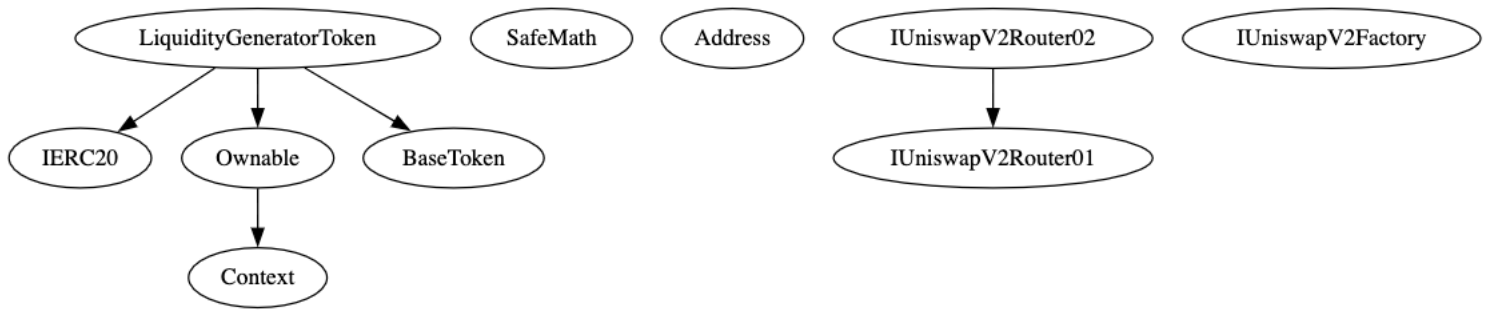 LiquidityGeneratorToken
SafeMath
Address
IUniswapV2Router02
IUniswapV2Factory
IERC20
Ownable
BaseToken
IUniswapV2Router01
Context